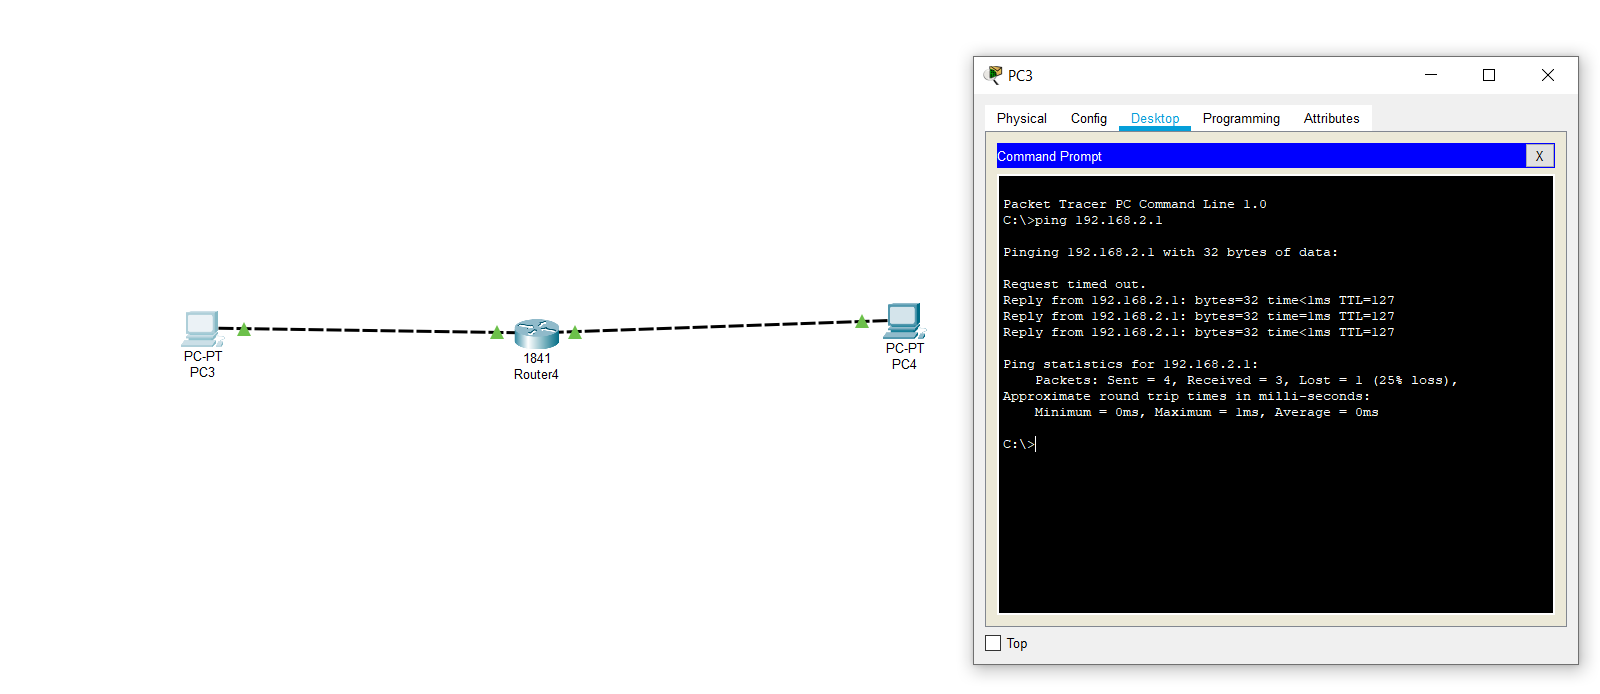 PC-PT
PC3
1841
Router4
PC-PT
PC4
PC3
Physical Config Desktop Programming Attributes
Command Prompt X
Packet Tracer PC Command Line 1.0
C:\>ping 192.168.2.1
Pinging 192.168.2.1 with 32 bytes of data:
Request timed out.
Reply from 192.168.2.1: bytes=32 time<1ms TTL=127
Reply from 192.168.2.1: bytes=32 time=1ms TTL=127
Reply from 192.168.2.1: bytes=32 time<1ms TTL=127
Ping statistics for 192.168.2.1:
    Packets: Sent = 4, Received = 3, Lost = 1 (25% loss),
Approximate round trip times in milli-seconds:
    Minimum = 0ms, Maximum = 1ms, Average = 0ms
C:\>
Top